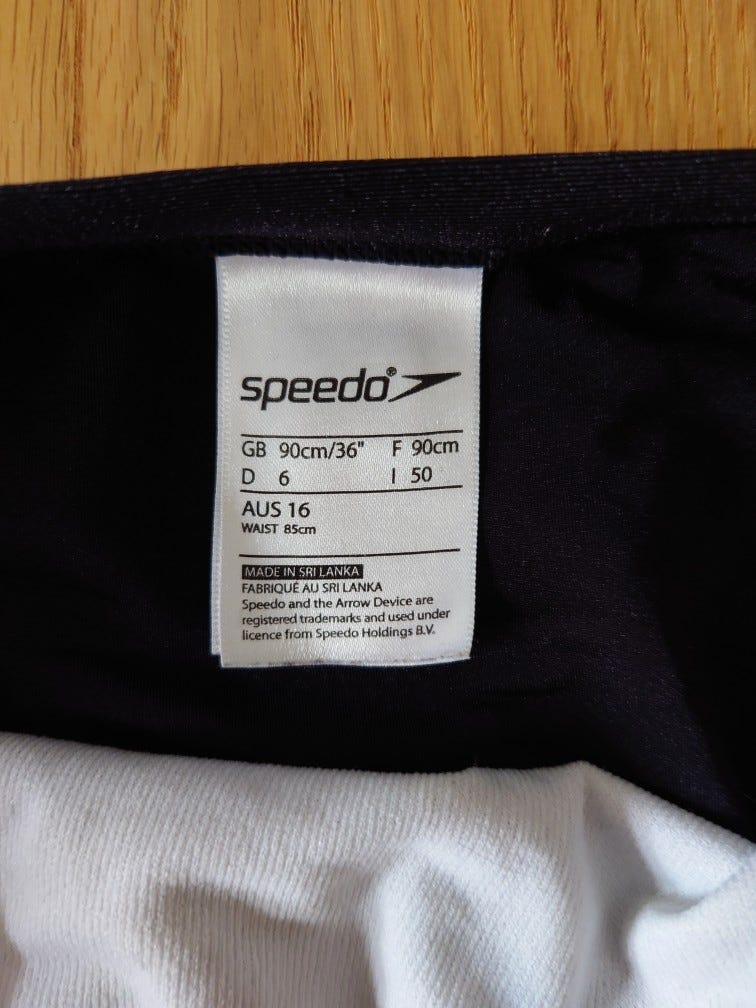 speedo®
GB 90cm/36" F 90cm
D 6 I 50
AUS 16
WAIST 85cm
MADE IN SRI LANKA
FABRIQUÉ AU SRI LANKA
Speedo and the Arrow Device are
registered trademarks and used under
licence from Speedo Holdings B.V.